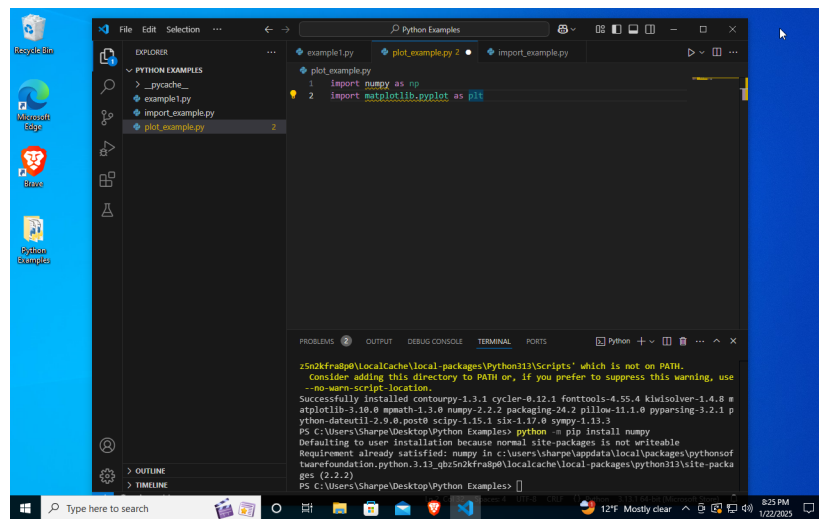 Recycle Bin
Microsoft Edge
Brave
Python Examples
File Edit Selection ···
Python Examples
EXPLORER ···
PYTHON EXAMPLES
__pycache__
example1.py
import_example.py
plot_example.py 2
OUTLINE
TIMELINE
example1.py plot_example.py 2 import_example.py
plot_example.py
1 import numpy as np
2 import matplotlib.pyplot as plt
PROBLEMS 2 OUTPUT DEBUG CONSOLE TERMINAL PORTS Python
z5n2kfra8p0\LocalCache\local-packages\Python313\Scripts' which is not on PATH.
Consider adding this directory to PATH or, if you prefer to suppress this warning, use
--no-warn-script-location.
Successfully installed contourpy-1.3.1 cycler-0.12.1 fonttools-4.55.4 kiwisolver-1.4.8 m
atplotlib-3.10.0 mpmath-1.3.0 numpy-2.2.2 packaging-24.2 pillow-11.1.0 pyparsing-3.2.1 p
ython-dateutil-2.9.0.post0 scipy-1.15.1 six-1.17.0 sympy-1.13.3
PS C:\Users\Sharpe\Desktop\Python Examples> python -m pip install numpy
Defaulting to user installation because normal site-packages is not writeable
Requirement already satisfied: numpy in c:\users\sharpe\appdata\local\packages\pythonsof
twarefoundation.python.3.13_qbz5n2kfra8p0\localcache\local-packages\python313\site-packa
ges (2.2.2)
PS C:\Users\Sharpe\Desktop\Python Examples>
Type here to search
12°F Mostly clear
8:25 PM
1/22/2025